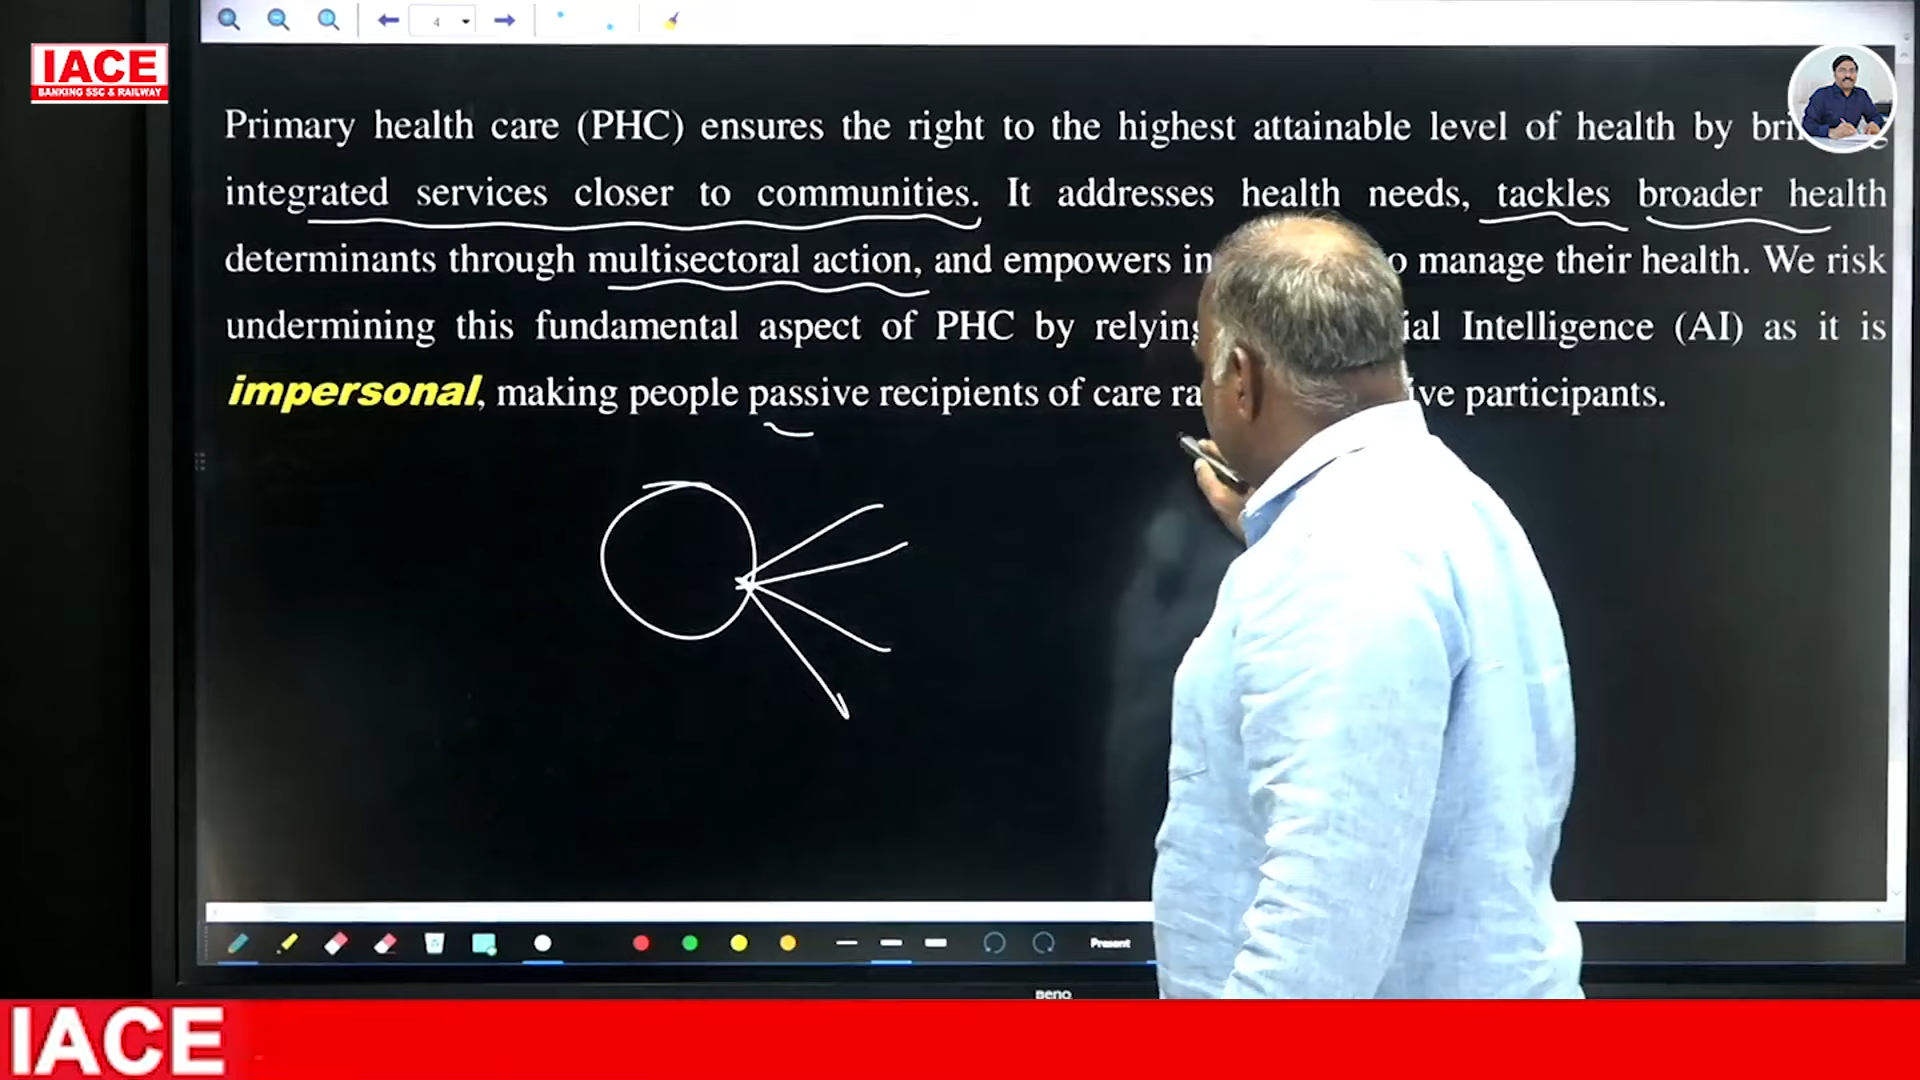 4
IACE
BANKING SSC & RAILWAY
Primary health care (PHC) ensures the right to the highest attainable level of health by
integrated services closer to communities. It addresses health needs, tackles broader health
determinants through multisectoral action, and empowers manage their health. We risk
undermining this fundamental aspect of PHC by relying Intelligence (AI) as it is
impersonal, making people passive recipients of care participants.
Present
BenQ
IACE